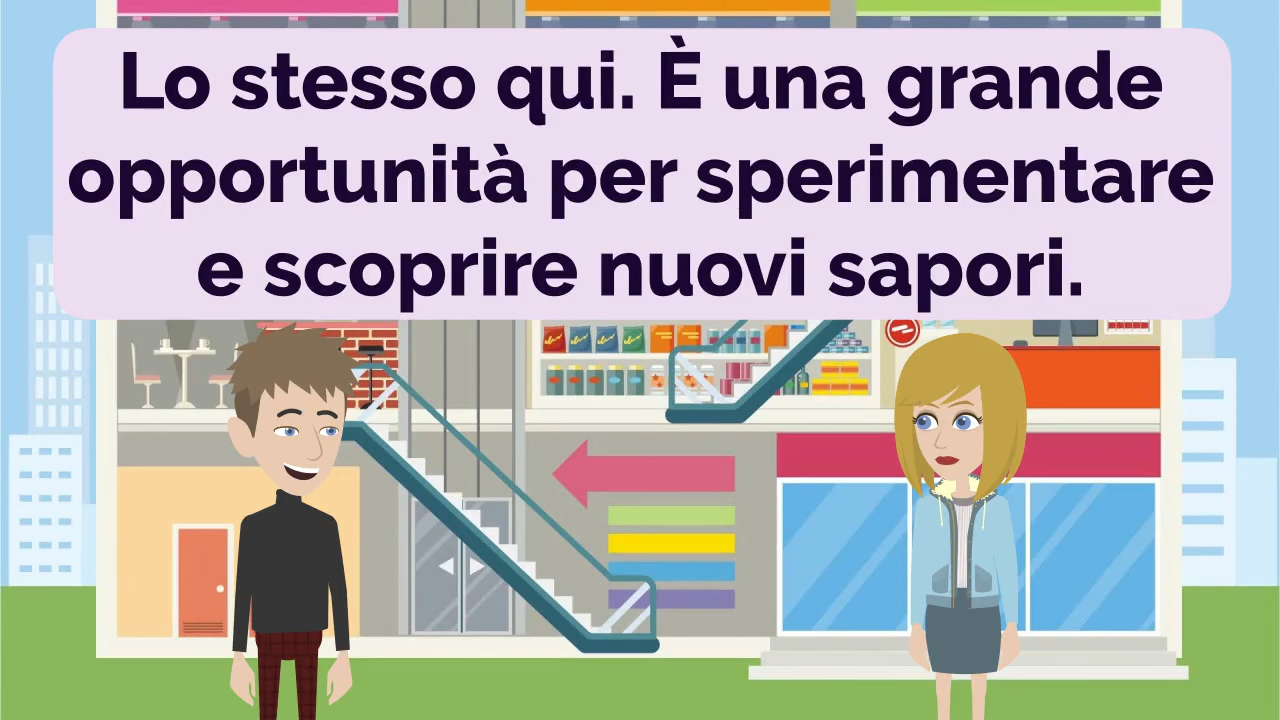 Lo stesso qui. È una grande
opportunità per sperimentare
e scoprire nuovi sapori.